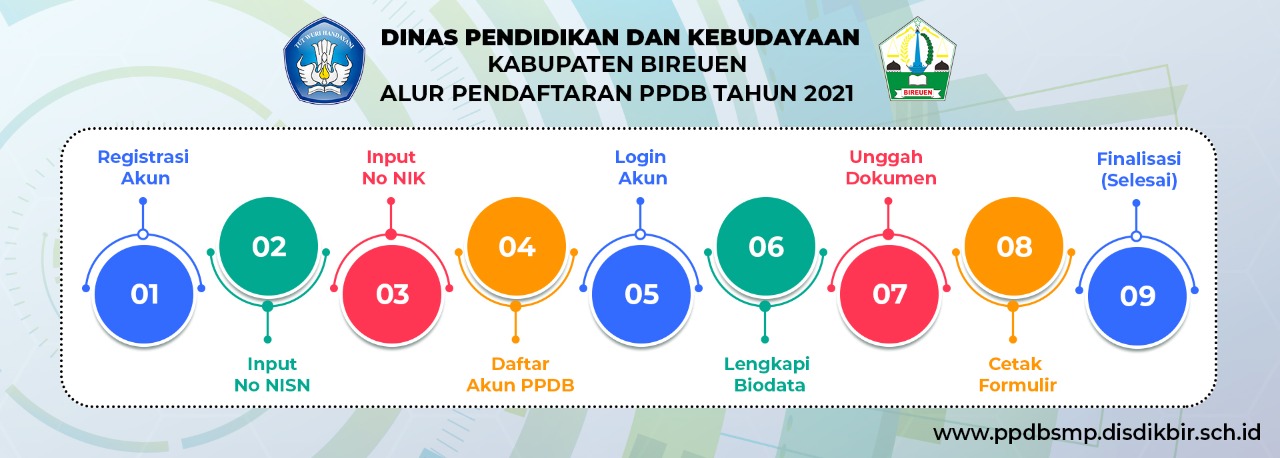 DINAS PENDIDIKAN DAN KEBUDAYAAN
KABUPATEN BIREUEN
ALUR PENDAFTARAN PPDB TAHUN 2021
TUT WURI HANDAYANI
BIREUEN
Registrasi
Akun
01
02
Input
No NISN
Input
No NIK
03
04
Daftar
Akun PPDB
Login
Akun
05
06
Lengkapi
Biodata
Unggah
Dokumen
07
08
Cetak
Formulir
Finalisasi
(Selesai)
09
www.ppdbsmp.disdikbir.sch.id